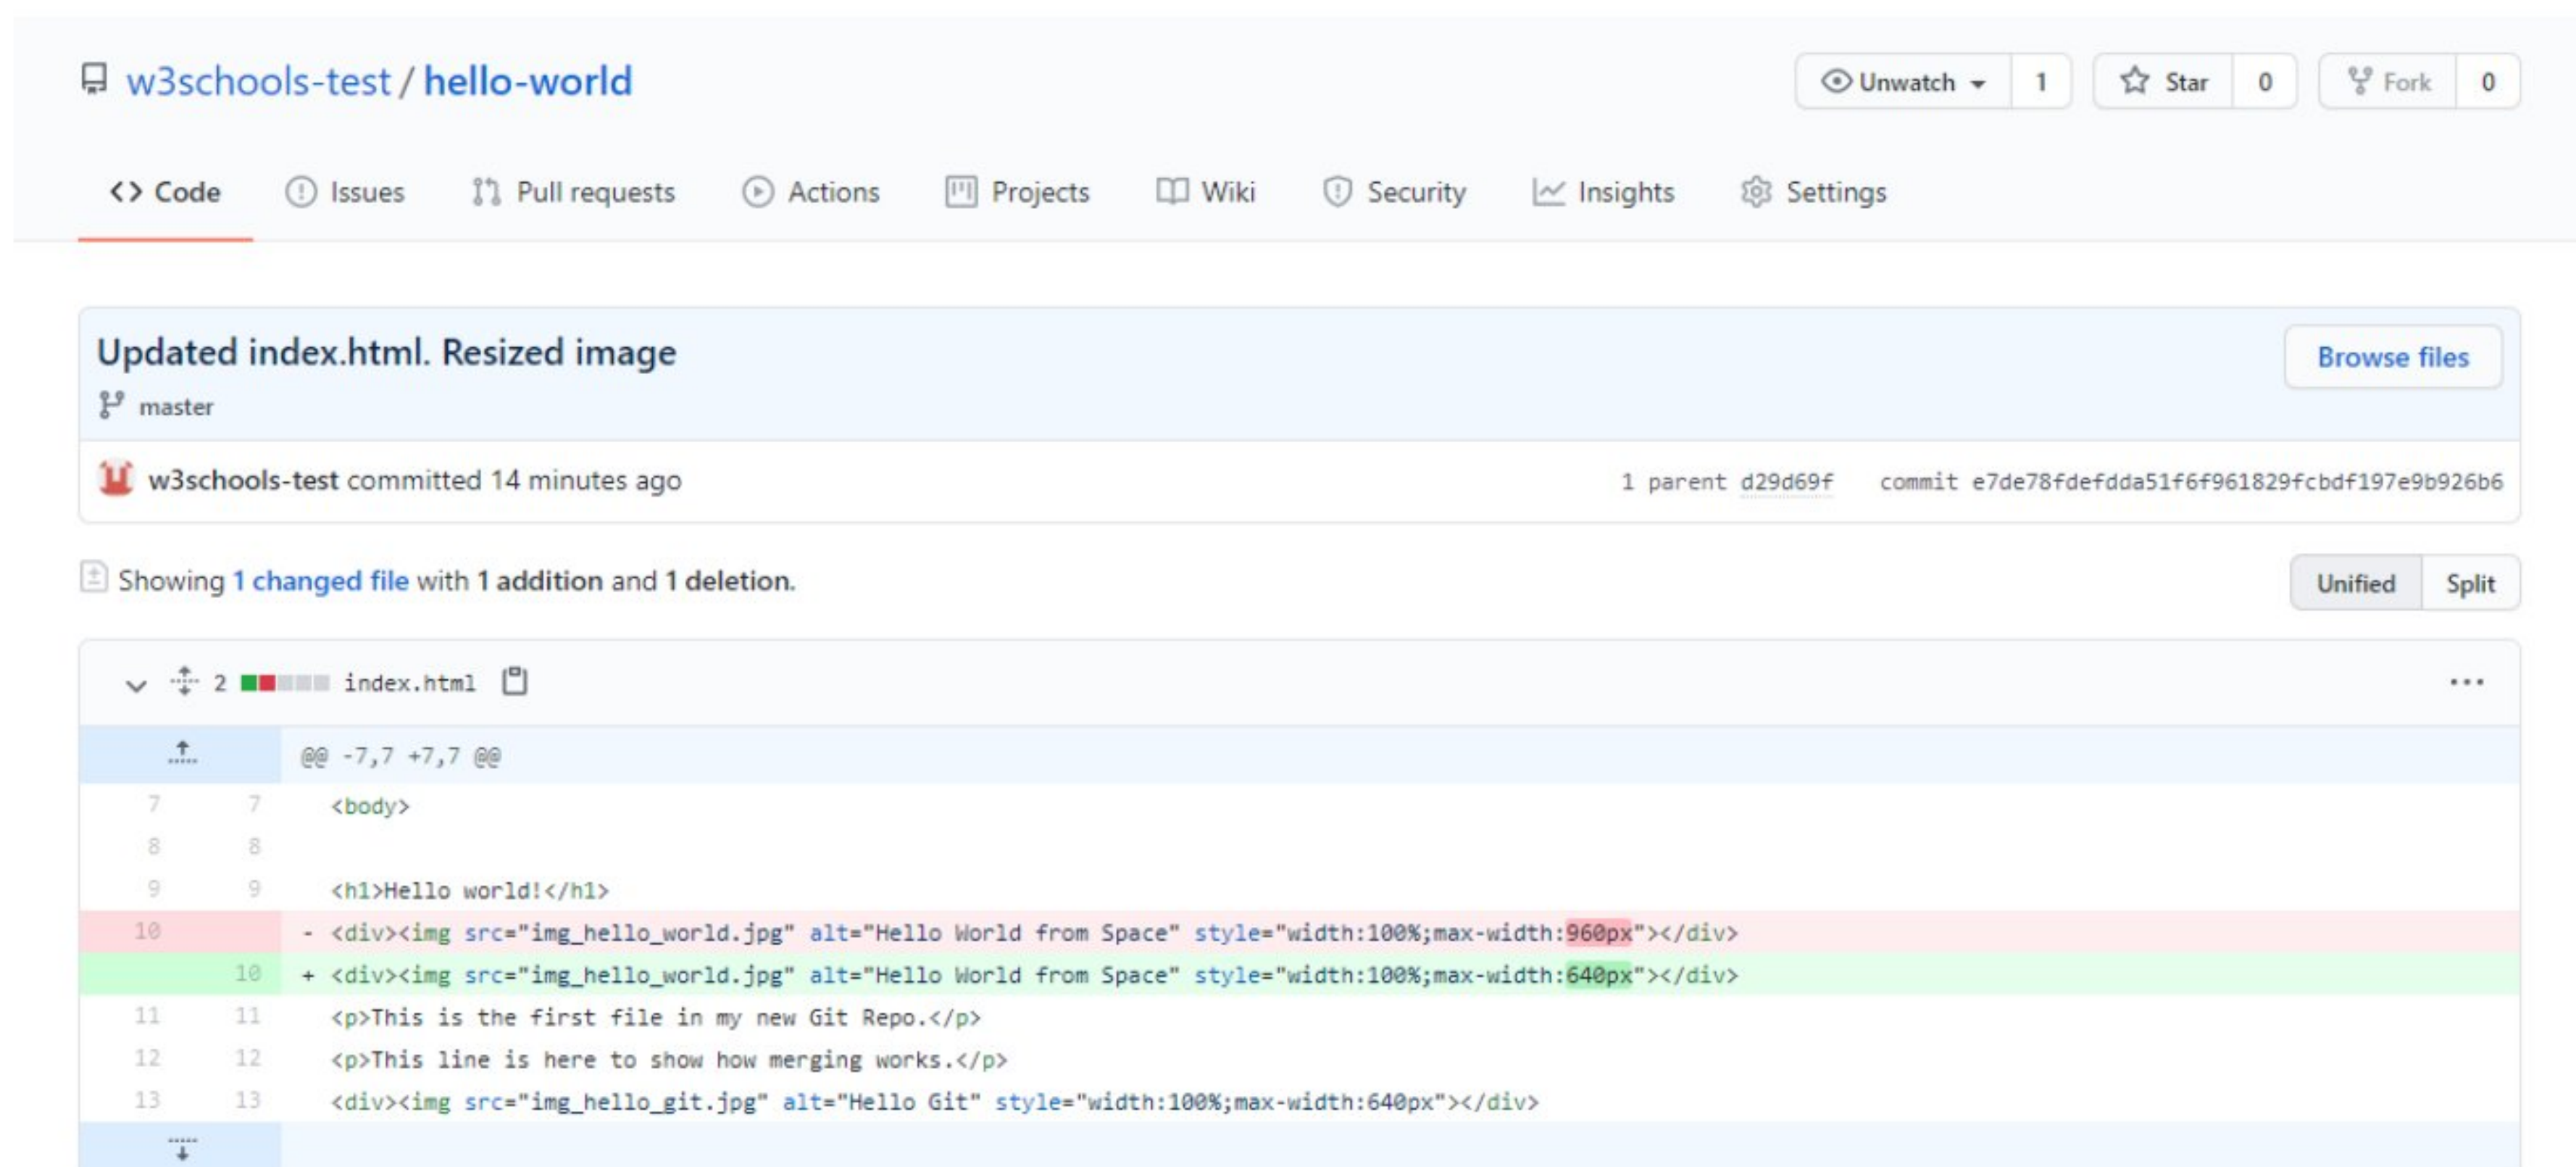 w3schools-test / hello-world
Unwatch 1 Star 0 Fork 0
<> Code Issues Pull requests Actions Projects Wiki Security Insights Settings
Updated index.html. Resized image
Browse files
master
w3schools-test committed 14 minutes ago 1 parent d29d69f commit e7de78fdefdda51f6f961829fcbdf197e9b926b6
Showing 1 changed file with 1 addition and 1 deletion.
Unified Split
2 index.html ...
@@ -7,7 +7,7 @@
7 7 <body>
8 8
9 9 <h1>Hello world!</h1>
10 - <div><img src="img_hello_world.jpg" alt="Hello World from Space" style="width:100%;max-width:960px"></div>
10 + <div><img src="img_hello_world.jpg" alt="Hello World from Space" style="width:100%;max-width:640px"></div>
11 11 <p>This is the first file in my new Git Repo.</p>
12 12 <p>This line is here to show how merging works.</p>
13 13 <div><img src="img_hello_git.jpg" alt="Hello Git" style="width:100%;max-width:640px"></div>